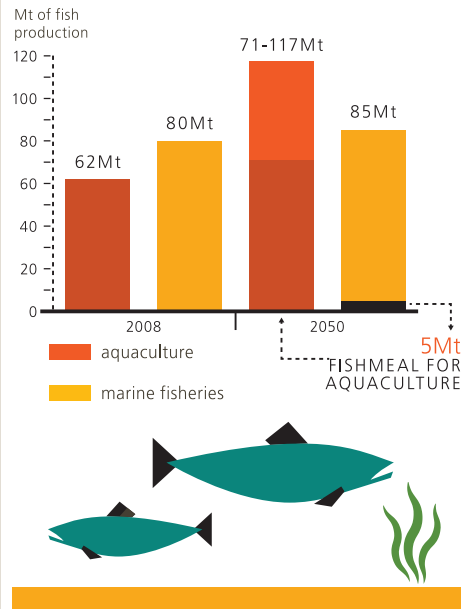 Mt of fish
production
71-117Mt
120
100
80Mt
85Mt
80
62Mt
60
40
20
0
2008
2050
5Mt
aquaculture
FISHMEAL FOR
AQUACULTURE
marine fisheries